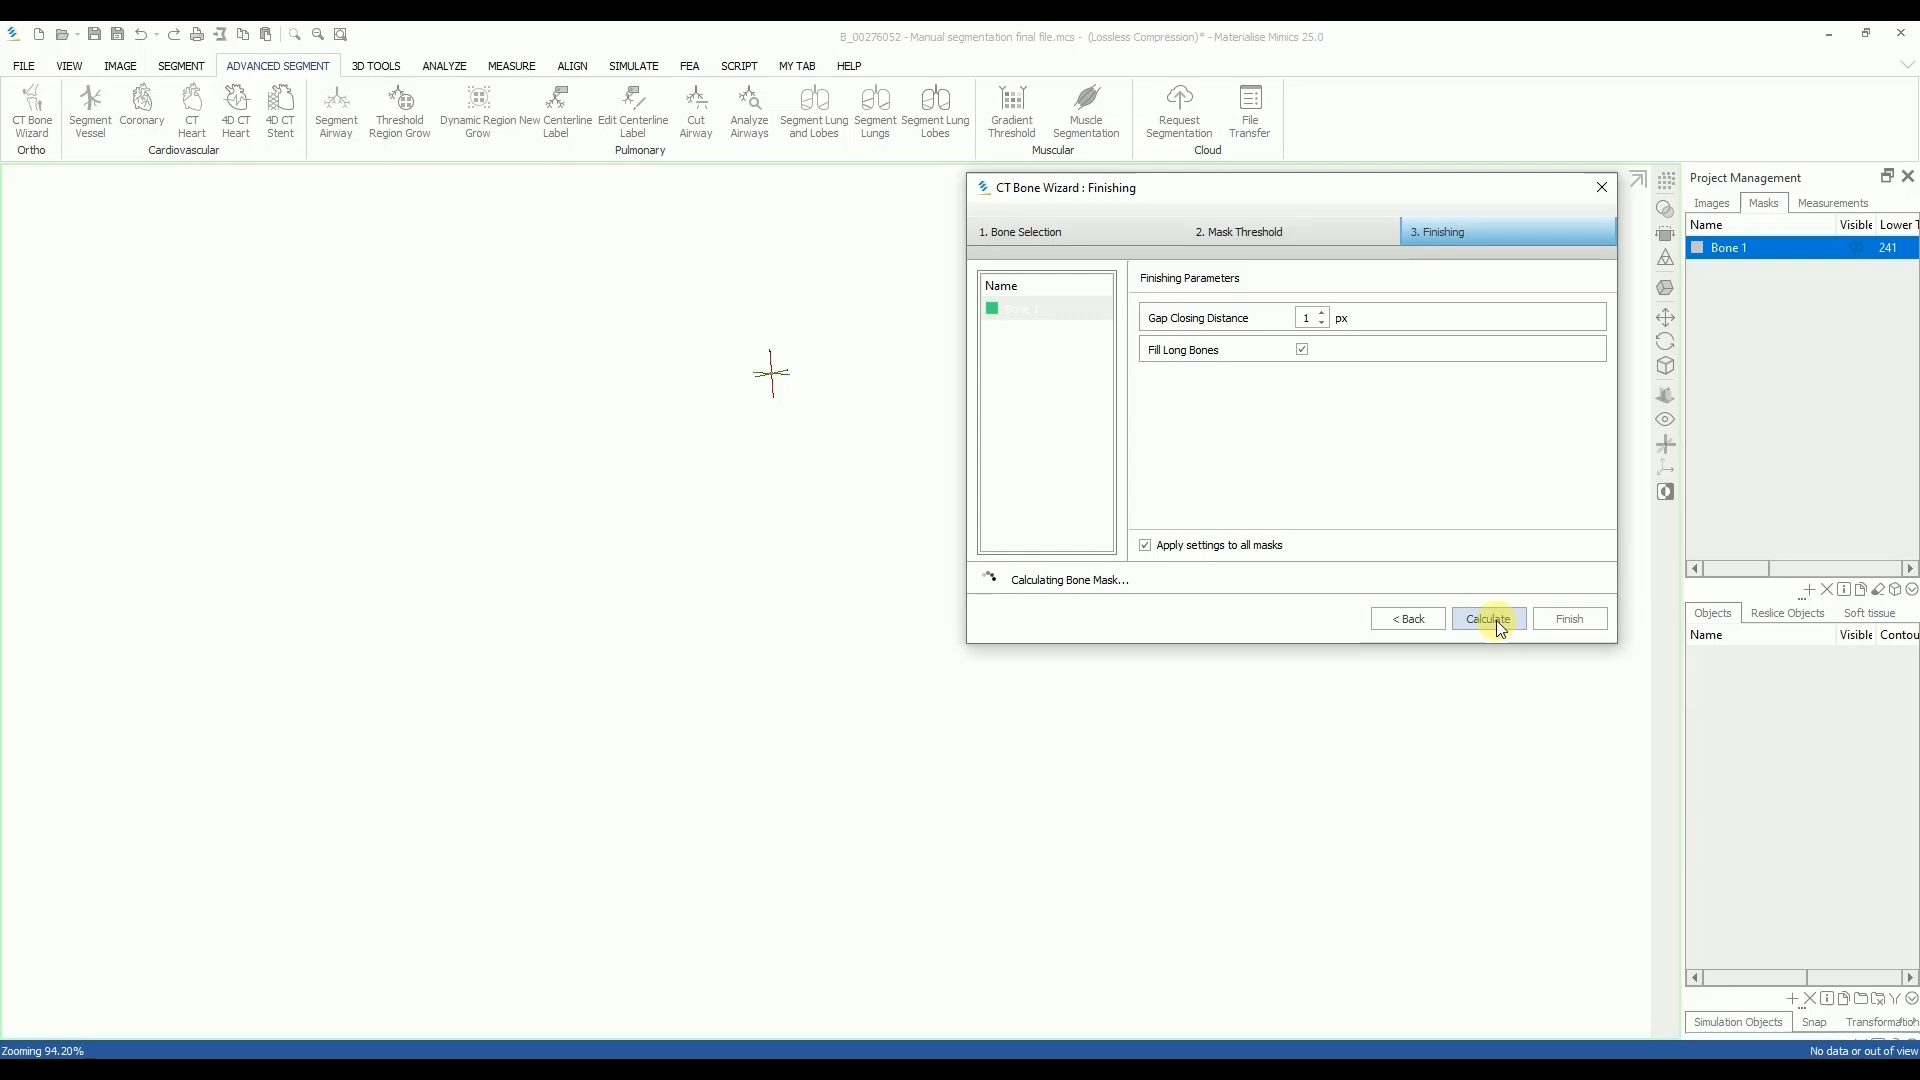 B_00276052 - Manual segmentation final file.mcs - (Lossless Compression)* - Materialise Mimics 25.0
FILE VIEW IMAGE SEGMENT ADVANCED SEGMENT 3D TOOLS ANALYZE MEASURE ALIGN SIMULATE FEA SCRIPT MY TAB HELP
CT Bone Wizard
Segment Vessel
Coronary
CT Heart
4D CT Heart
4D CT Stent
Segment Airway
Threshold Region Grow
Dynamic Region Grow
New Centerline Label
Edit Centerline Label
Cut Airway
Analyze Airways
Segment Lung and Lobes
Segment Lungs
Segment Lung Lobes
Gradient Threshold
Muscle Segmentation
Request Segmentation
File Transfer
Ortho Cardiovascular Pulmonary Muscular Cloud
CT Bone Wizard : Finishing
1. Bone Selection 2. Mask Threshold 3. Finishing
Name
Finishing Parameters
Gap Closing Distance 1 px
Fill Long Bones
Apply settings to all masks
Calculating Bone Mask...
< Back Calculate Finish
Project Management
Images Masks Measurements
Name Visible Lower T
Bone 1 241
Objects Reslice Objects Soft tissue
Name Visible Contou
Simulation Objects Snap Transformation
Zooming 94.20%
No data or out of view